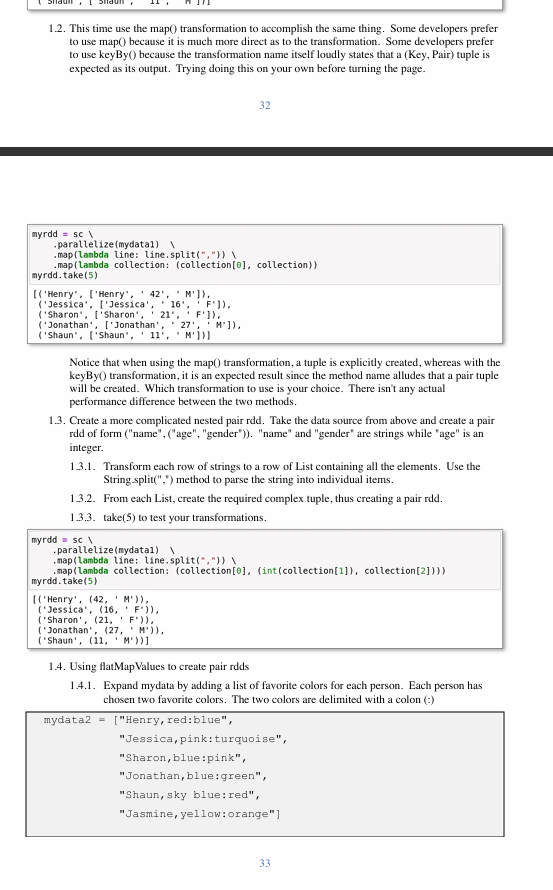 ('Shaun', ['Shaun', ' 11', ' M'])]
1.2. This time use the map() transformation to accomplish the same thing. Some developers prefer
to use map() because it is much more direct as to the transformation. Some developers prefer
to use keyBy() because the transformation name itself loudly states that a (Key, Pair) tuple is
expected as its output. Trying doing this on your own before turning the page.
32
myrdd = sc \
.parallelize(mydata1) \
.map(lambda line: line.split(",")) \
.map(lambda collection: (collection[0], collection))
myrdd.take(5)
[('Henry', ['Henry', ' 42', ' M']),
('Jessica', ['Jessica', ' 16', ' F']),
('Sharon', ['Sharon', ' 21', ' F']),
('Jonathan', ['Jonathan', ' 27', ' M']),
('Shaun', ['Shaun', ' 11', ' M'])]
Notice that when using the map() transformation, a tuple is explicitly created, whereas with the
keyBy() transformation, it is an expected result since the method name alludes that a pair tuple
will be created. Which transformation to use is your choice. There isn't any actual
performance difference between the two methods.
1.3. Create a more complicated nested pair rdd. Take the data source from above and create a pair
rdd of form ("name", ("age", "gender")). "name" and "gender" are strings while "age" is an
integer.
1.3.1. Transform each row of strings to a row of List containing all the elements. Use the
String.split(",") method to parse the string into individual items.
1.3.2. From each List, create the required complex tuple, thus creating a pair rdd.
1.3.3. take(5) to test your transformations.
myrdd = sc \
.parallelize(mydata1) \
.map(lambda line: line.split(",")) \
.map(lambda collection: (collection[0], (int(collection[1]), collection[2])))
myrdd.take(5)
[('Henry', (42, ' M')),
('Jessica', (16, ' F')),
('Sharon', (21, ' F')),
('Jonathan', (27, ' M')),
('Shaun', (11, ' M'))]
1.4. Using flatMapValues to create pair rdds
1.4.1. Expand mydata by adding a list of favorite colors for each person. Each person has
chosen two favorite colors. The two colors are delimited with a colon (:)
mydata2 = ["Henry,red:blue",
"Jessica,pink:turquoise",
"Sharon,blue:pink",
"Jonathan,blue:green",
"Shaun,sky blue:red",
"Jasmine,yellow:orange"]
33